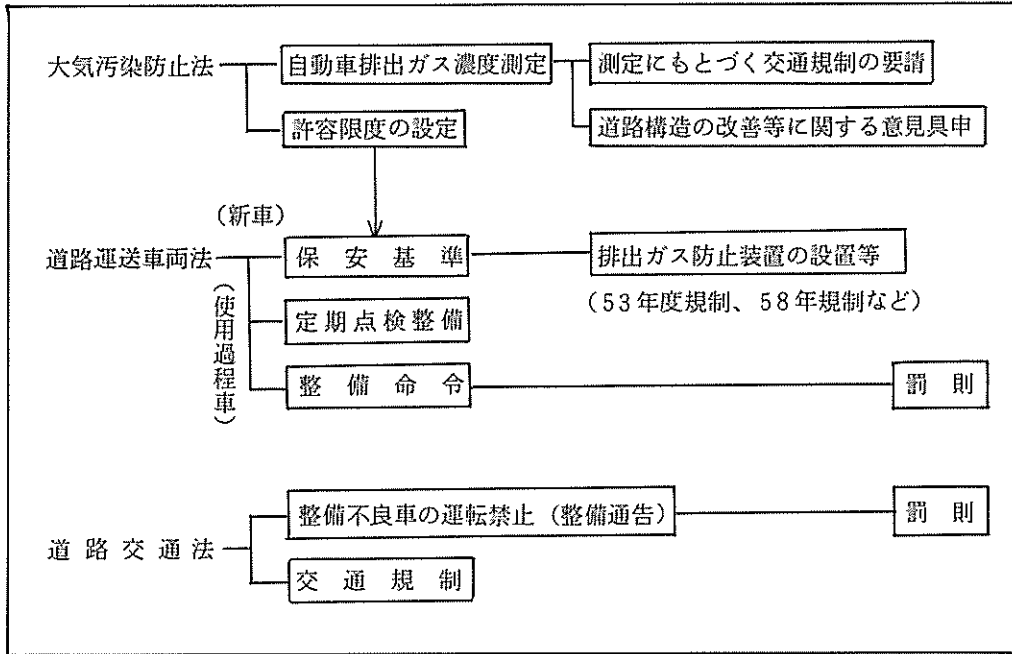 大気汚染防止法
自動車排出ガス濃度測定
測定にもとづく交通規制の要請
道路構造の改善等に関する意見具申
許容限度の設定
(新車)
道路運送車両法
保安基準
排出ガス防止装置の設置等
(53年度規制、58年規制など)
(使用過程車)
定期点検整備
整備命令
罰則
道路交通法
整備不良車の運転禁止(整備通告)
罰則
交通規制